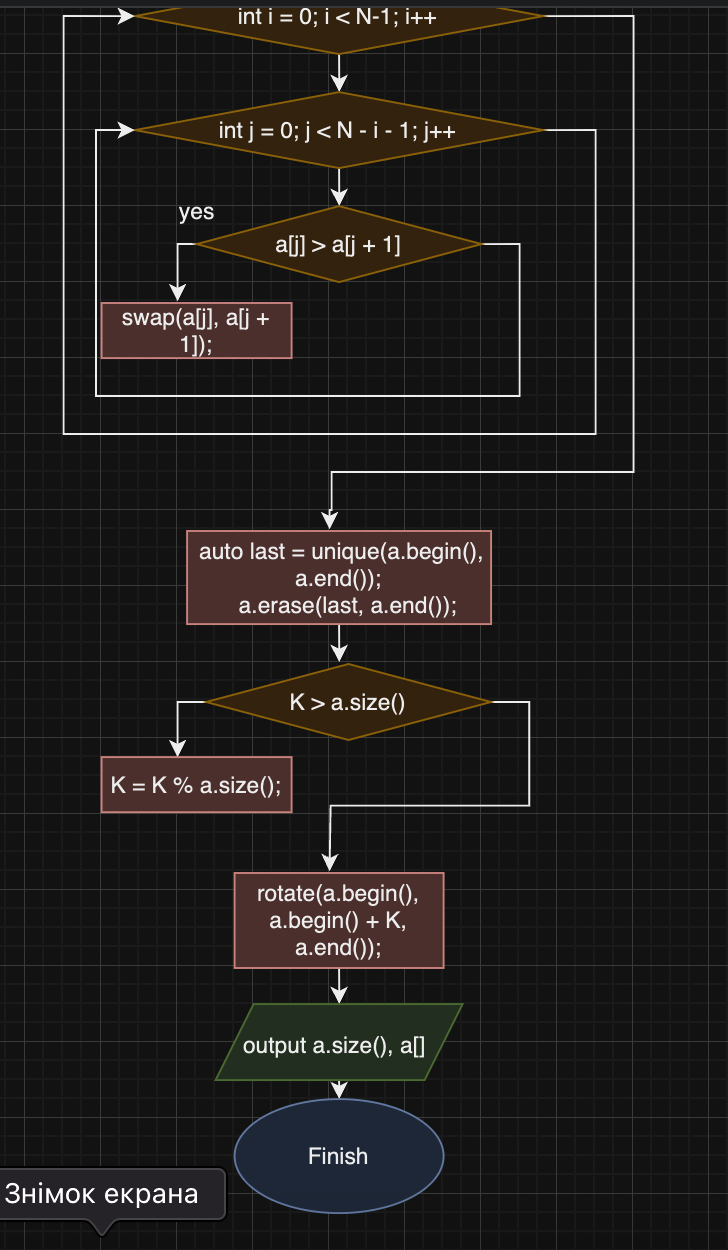 int i = 0; i < N-1; i++
int j = 0; j < N - i - 1; j++
yes
a[j] > a[j + 1]
swap(a[j], a[j +
1]);
auto last = unique(a.begin(),
a.end());
a.erase(last, a.end());
K > a.size()
K = K % a.size();
rotate(a.begin(),
a.begin() + K,
a.end());
output a.size(), a[]
Finish
Знімок екрана